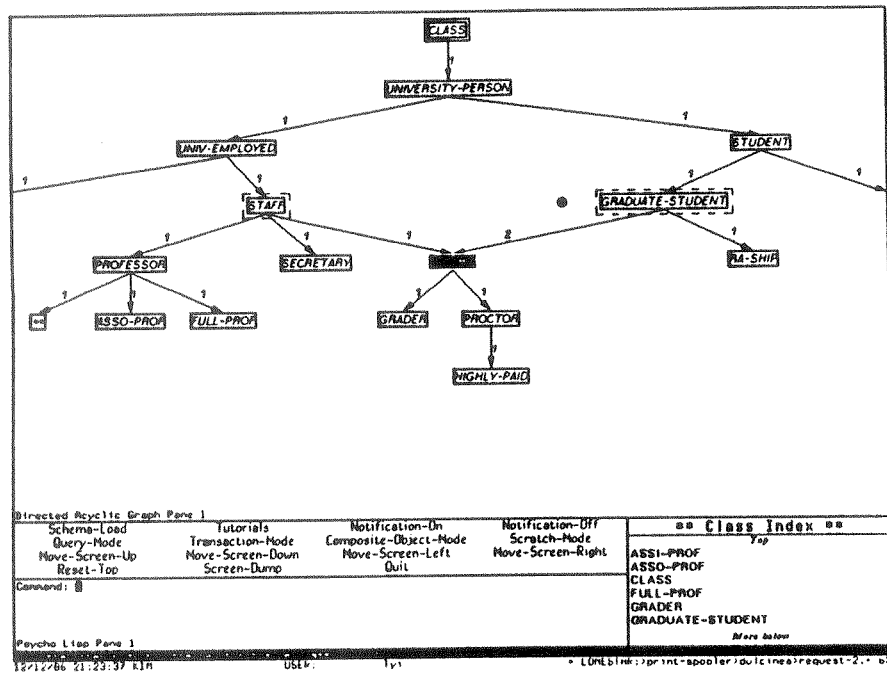 CLASS
1
UNIVERSITY-PERSON
1 1
UNIV-EMPLOYED STUDENT
1 1 1
STAFF GRADUATE-STUDENT
1 1 2 1
PROFESSOR SECRETARY RA-SHIP
1 1 1 1 1
** ASSO-PROF FULL-PROF GRADER PROCTOR
1
HIGHLY-PAID
Directed Acyclic Graph Pane 1
Schema-Load Tutorials Notification-On Notification-Off
Query-Mode Transaction-Mode Composite-Object-Mode Scratch-Mode
Move-Screen-Up Move-Screen-Down Move-Screen-Left Move-Screen-Right
Reset-Top Screen-Dump Quit
Command:
Psycho Lisp Pane 1
** Class Index **
Top
ASSI-PROF
ASSO-PROF
CLASS
FULL-PROF
GRADER
GRADUATE-STUDENT
More below
12/12/86 21:23:37 KIM USER: Tyi print-spooler>dulcinea>request-2.